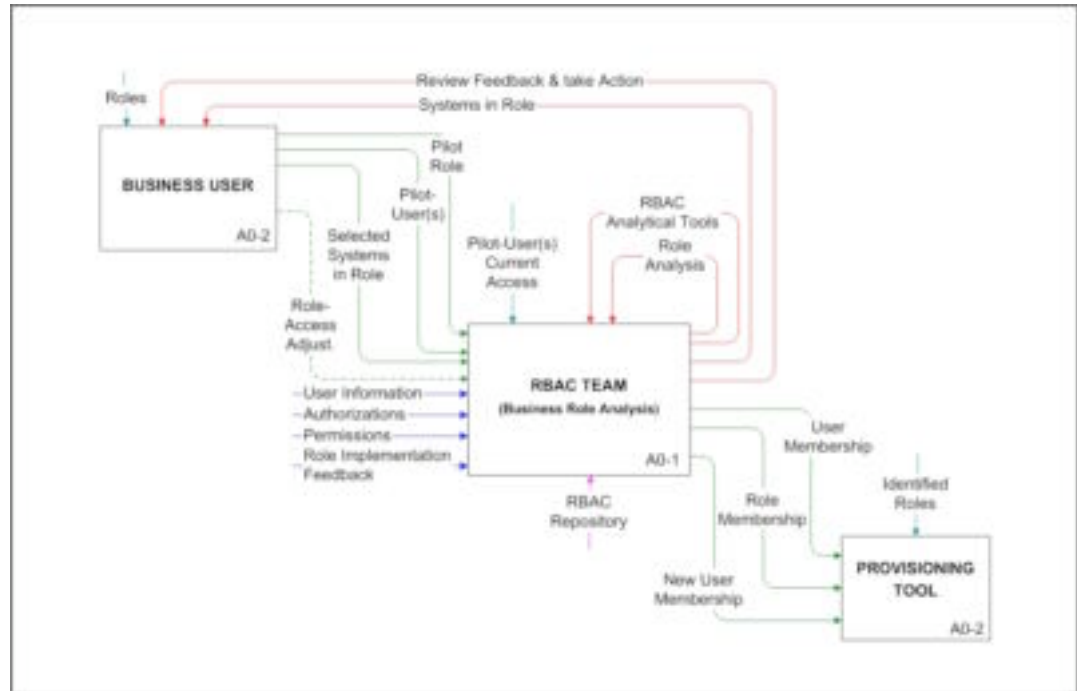 Review Feedback & take Action
Roles
Systems in Role
Pilot
Role
BUSINESS USER
A0-2
Pilot-
User(s)
Selected
Systems
in Role
Role-
Access
Adjust
Pilot-User(s)
Current
Access
RBAC
Analytical Tools
Role
Analysis
RBAC TEAM
(Business Role Analysis)
A0-1
User Information
Authorizations
Permissions
Role Implementation
Feedback
RBAC
Repository
User
Membership
Role
Membership
New User
Membership
Identified
Roles
PROVISIONING
TOOL
A0-2